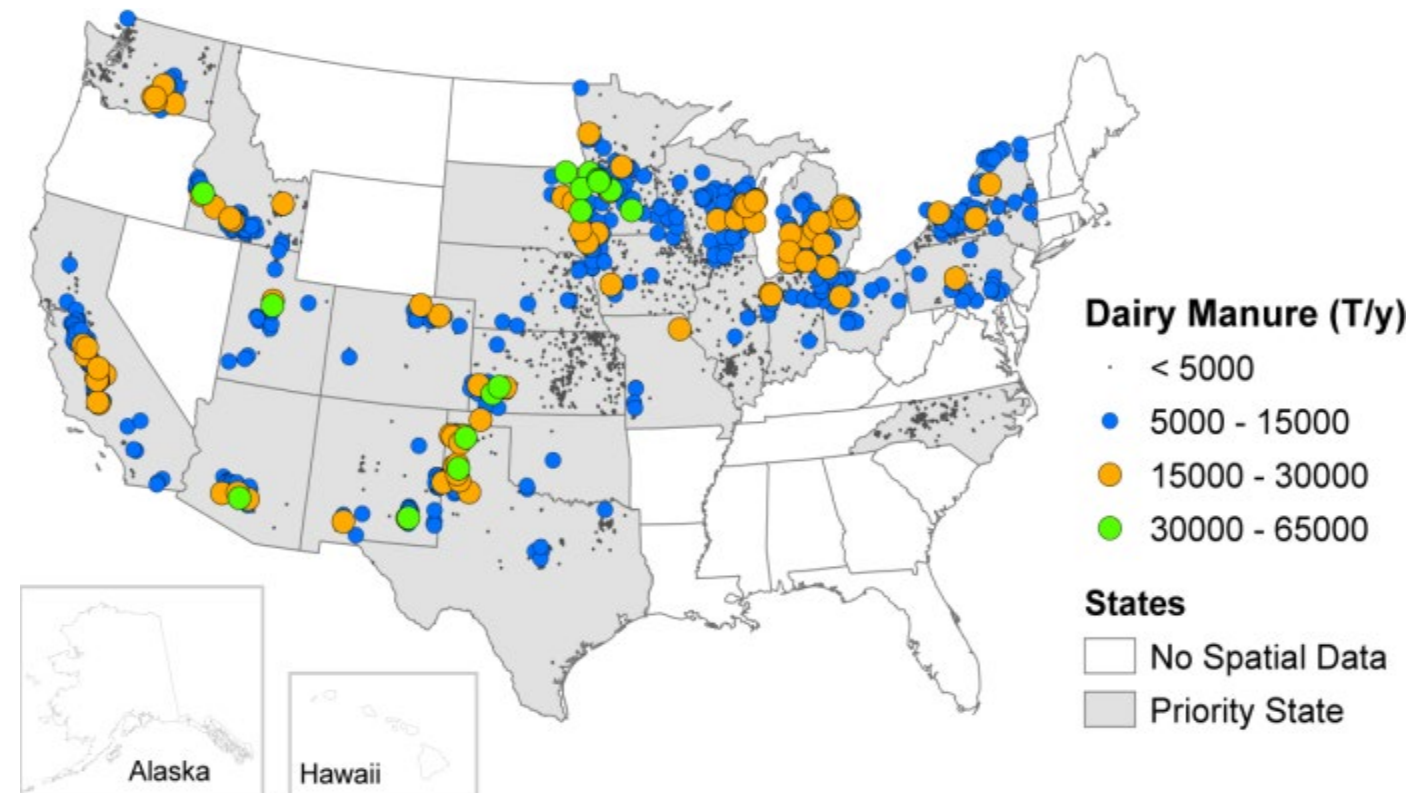 Dairy Manure (T/y)
< 5000
5000 - 15000
15000 - 30000
30000 - 65000
States
No Spatial Data
Priority State
Alaska
Hawaii